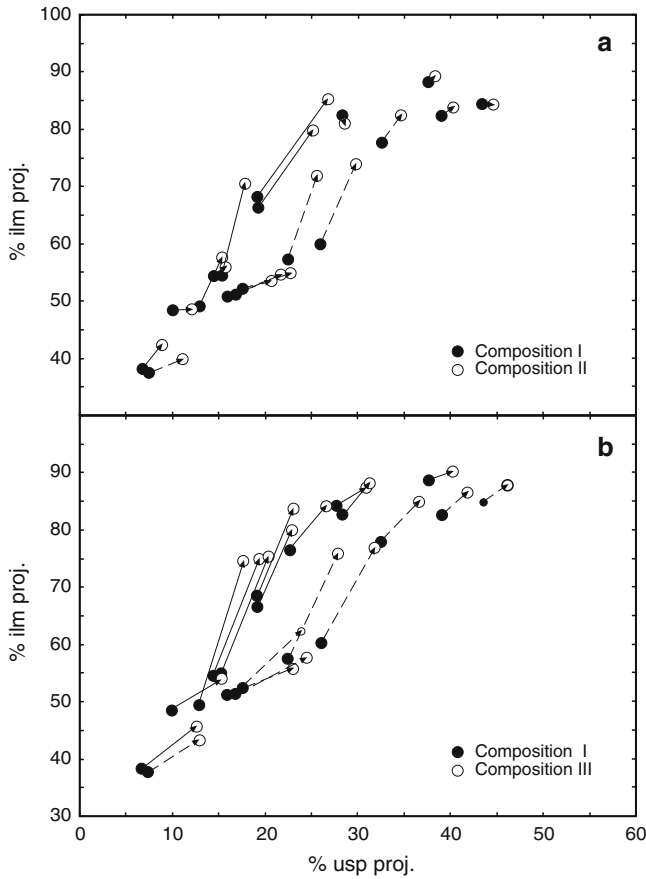 100
a
90
80
70
% ilm proj.
60
50
Composition I
Composition II
40
b
90
80
70
% ilm proj.
60
50
Composition I
Composition III
40
30
0 10 20 30 40 50 60
% usp proj.